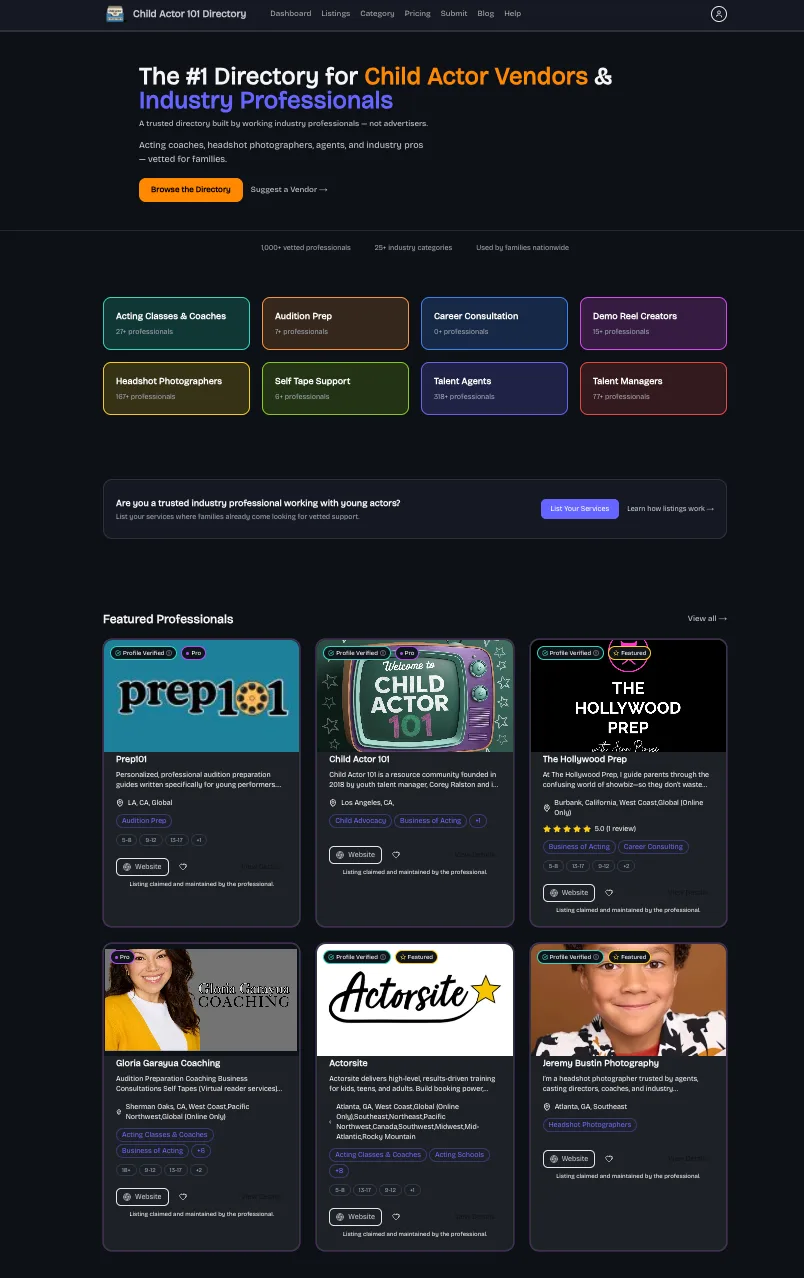 Child Actor 101 Directory
Dashboard Listings Category Pricing Submit Blog Help
The #1 Directory for Child Actor Vendors &
Industry Professionals
A trusted directory built by working industry professionals — not advertisers.
Acting coaches, headshot photographers, agents, and industry pros
— vetted for families.
Browse the Directory Suggest a Vendor →
1,000+ vetted professionals 25+ industry categories Used by families nationwide
Acting Classes & Coaches
27+ professionals
Audition Prep
7+ professionals
Career Consultation
0+ professionals
Demo Reel Creators
15+ professionals
Headshot Photographers
167+ professionals
Self Tape Support
6+ professionals
Talent Agents
318+ professionals
Talent Managers
77+ professionals
Are you a trusted industry professional working with young actors?
List your services where families already come looking for vetted support.
List Your Services Learn how listings work →
Featured Professionals
View all →
Profile Verified Pro
prep101
Prep101
Personalized, professional audition preparation
guides written specifically for young performers...
LA, CA, Global
Audition Prep
5-8 9-12 13-17 +1
Website
Listing claimed and maintained by the professional.
Profile Verified Pro
Welcome to
CHILD
ACTOR
101
Child Actor 101
Child Actor 101 is a resource community founded in
2018 by youth talent manager, Corey Ralston and i...
Los Angeles, CA,
Child Advocacy Business of Acting +1
Website
Listing claimed and maintained by the professional.
Profile Verified Featured
THE
HOLLYWOOD
PREP
The Hollywood Prep
At The Hollywood Prep, I guide parents through the
confusing world of showbiz—so they don't waste...
Burbank, California, West Coast,Global (Online
Only)
5.0 (1 review)
Business of Acting Career Consulting
5-8 13-17 9-12 +2
Website
Listing claimed and maintained by the professional.
Pro
Gloria Garayua
COACHING
Gloria Garayua Coaching
Audition Preparation Coaching Business
Consultations Self Tapes (Virtual reader services)...
Sherman Oaks, CA, West Coast,Pacific
Northwest,Global (Online Only)
Acting Classes & Coaches
Business of Acting +6
18+ 9-12 13-17 +2
Website
Listing claimed and maintained by the professional.
Profile Verified Featured
Actorsite
Actorsite
Actorsite delivers high-level, results-driven training
for kids, teens, and adults. Build booking power,...
Atlanta, GA, West Coast,Global (Online
Only),Southeast,Northeast,Pacific
Northwest,Canada,Southwest,Midwest,Mid-
Atlantic,Rocky Mountain
Acting Classes & Coaches Acting Schools
+8
5-8 13-17 9-12 +1
Website
Listing claimed and maintained by the professional.
Profile Verified Featured
Jeremy Bustin Photography
I'm a headshot photographer trusted by agents,
casting directors, coaches, and industry...
Atlanta, GA, Southeast
Headshot Photographers
Website
Listing claimed and maintained by the professional.